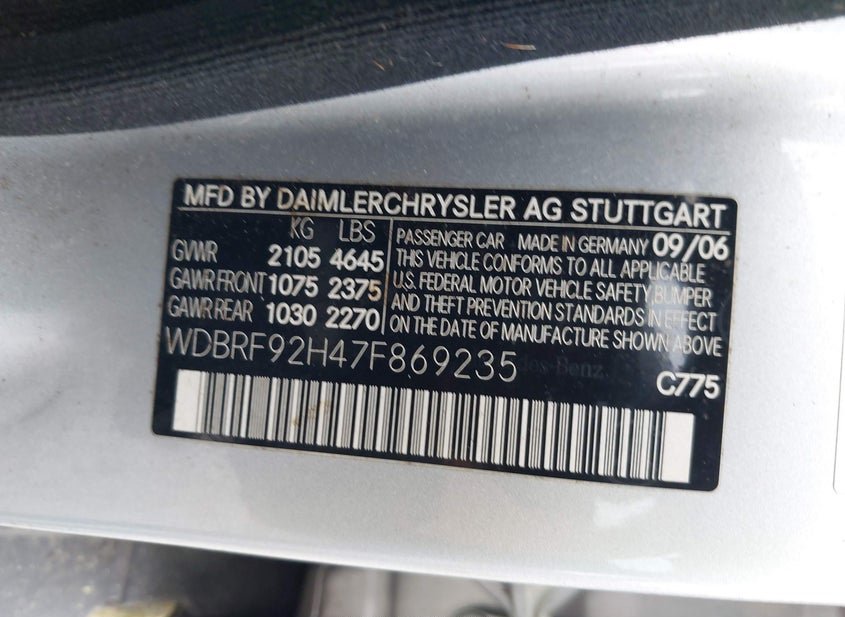 MFD BY DAIMLERCHRYSLER AG STUTTGART
KG LBS
GVWR 2105 4645
GAWR FRONT 1075 2375
GAWR REAR 1030 2270
PASSENGER CAR MADE IN GERMANY 09/06
THIS VEHICLE CONFORMS TO ALL APPLICABLE
U.S. FEDERAL MOTOR VEHICLE SAFETY, BUMPER
AND THEFT PREVENTION STANDARDS IN EFFECT
ON THE DATE OF MANUFACTURE SHOWN ABOVE
WDBRF92H47F869235
des-Benz
C775